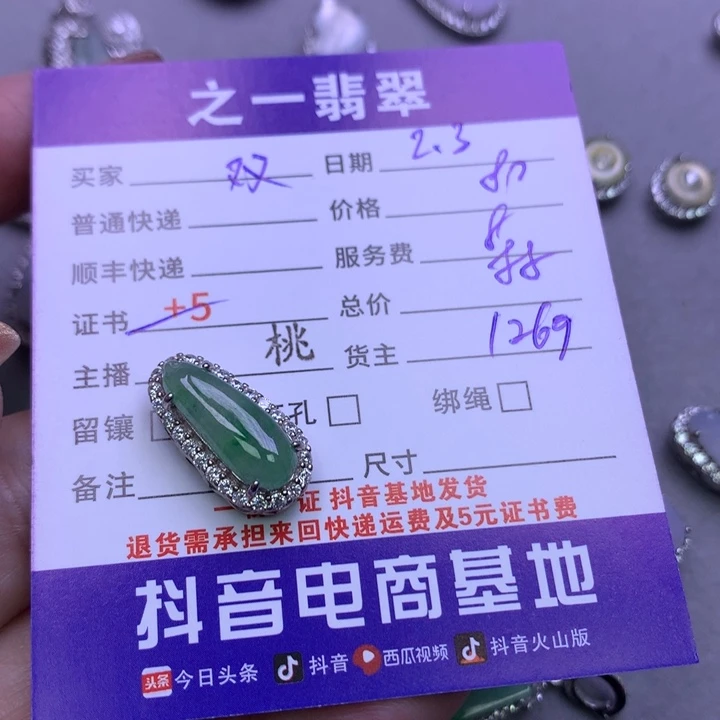 之一翡翠
买家 双 日期 2.3
普通快递 价格 80
顺丰快递 服务费 8
证书 +5 总价
主播 桃 货主 1269
留镶 孔 绑绳
备注 尺寸
证 抖音基地发货
退货需承担来回快递运费及5元证书费
抖音电商基地
头条 今日头条 抖音 西瓜视频 抖音火山版